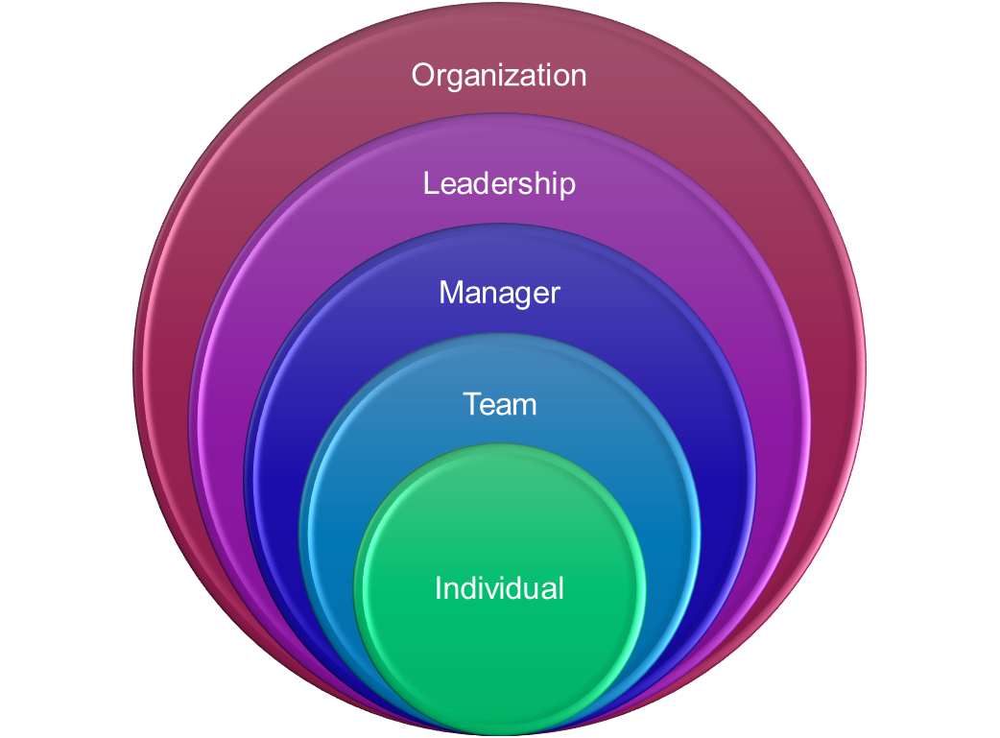 Organization
Leadership
Manager
Team
Individual